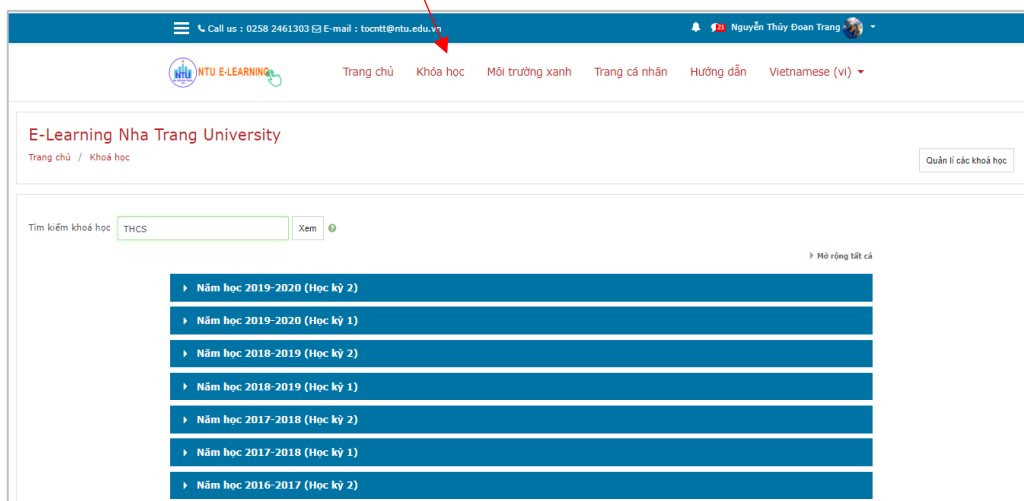 Call us : 0258 2461303 E-mail : tocntt@ntu.edu.vn 21 Nguyễn Thủy Đoan Trang
NTU NTU E-LEARNING Trang chủ Khóa học Môi trường xanh Trang cá nhân Hướng dẫn Vietnamese (vi)
E-Learning Nha Trang University
Trang chủ / Khoá học
Quản lí các khoá học
Tìm kiếm khoá học THCS Xem
Mở rộng tất cả
Năm học 2019-2020 (Học kỳ 2)
Năm học 2019-2020 (Học kỳ 1)
Năm học 2018-2019 (Học kỳ 2)
Năm học 2018-2019 (Học kỳ 1)
Năm học 2017-2018 (Học kỳ 2)
Năm học 2017-2018 (Học kỳ 1)
Năm học 2016-2017 (Học kỳ 2)